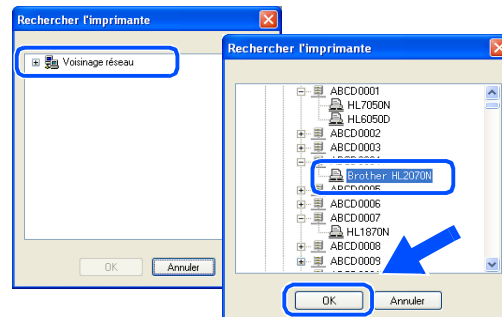 Rechercher l'imprimante
Voisinage réseau
OK
Annuler
Rechercher l'imprimante
ABCD0001
HL7050N
HL6050D
ABCD0002
ABCD0003
Brother HL2070N
ABCD0005
ABCD0006
ABCD0007
HL1870N
ABCD0008
ABCD0009
OK
Annuler